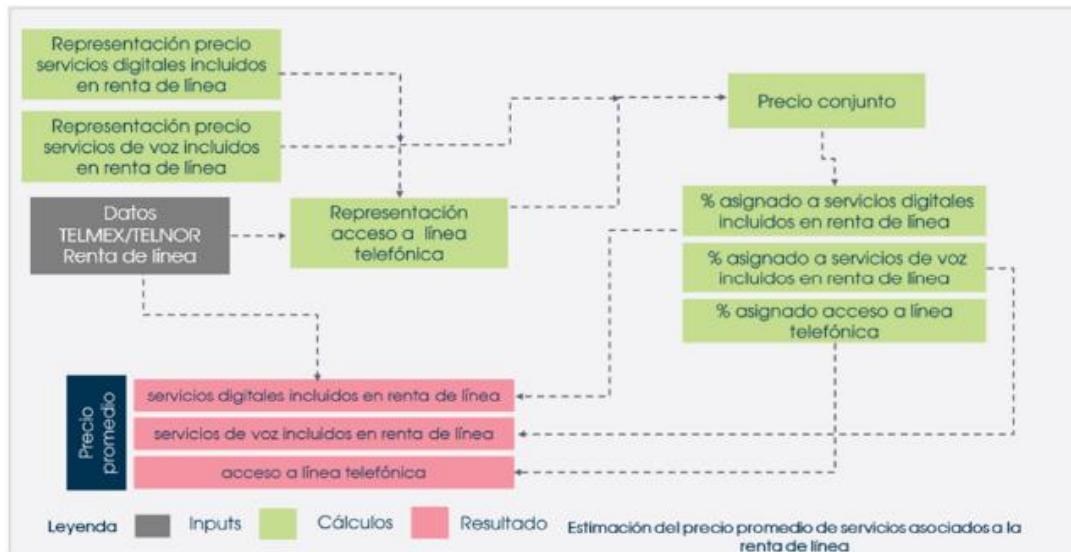 Representación precio
servicios digitales incluidos
en renta de línea
Representación precio
servicios de voz incluidos
en renta de línea
Datos
TELMEX/TELNOR
Renta de línea
Representación
acceso a línea
telefónica
Precio conjunto
% asignado a servicios digitales
incluidos en renta de línea
% asignado a servicios de voz
incluidos en renta de línea
% asignado acceso a línea
telefónica
Precio
promedio
servicios digitales incluidos en renta de línea
servicios de voz incluidos en renta de línea
acceso a línea telefónica
Leyenda
Inputs
Cálculos
Resultado
Estimación del precio promedio de servicios asociados a la
renta de línea